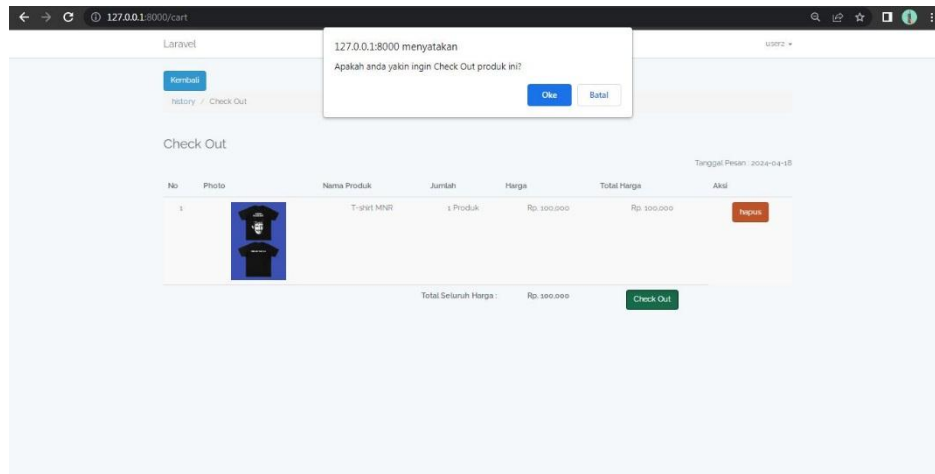 127.0.0.1:8000/cart
Laravel
userz
127.0.0.1:8000 menyatakan
Apakah anda yakin ingin Check Out produk ini?
Oke Batal
Kembali
history / Check Out
Check Out
Tanggal Pesan : 2024-04-18
No Photo Nama Produk Jumlah Harga Total Harga Aksi
1 T-shirt MNR 1 Produk Rp. 100,000 Rp. 100,000 hapus
Total Seluruh Harga : Rp. 100,000 Check Out